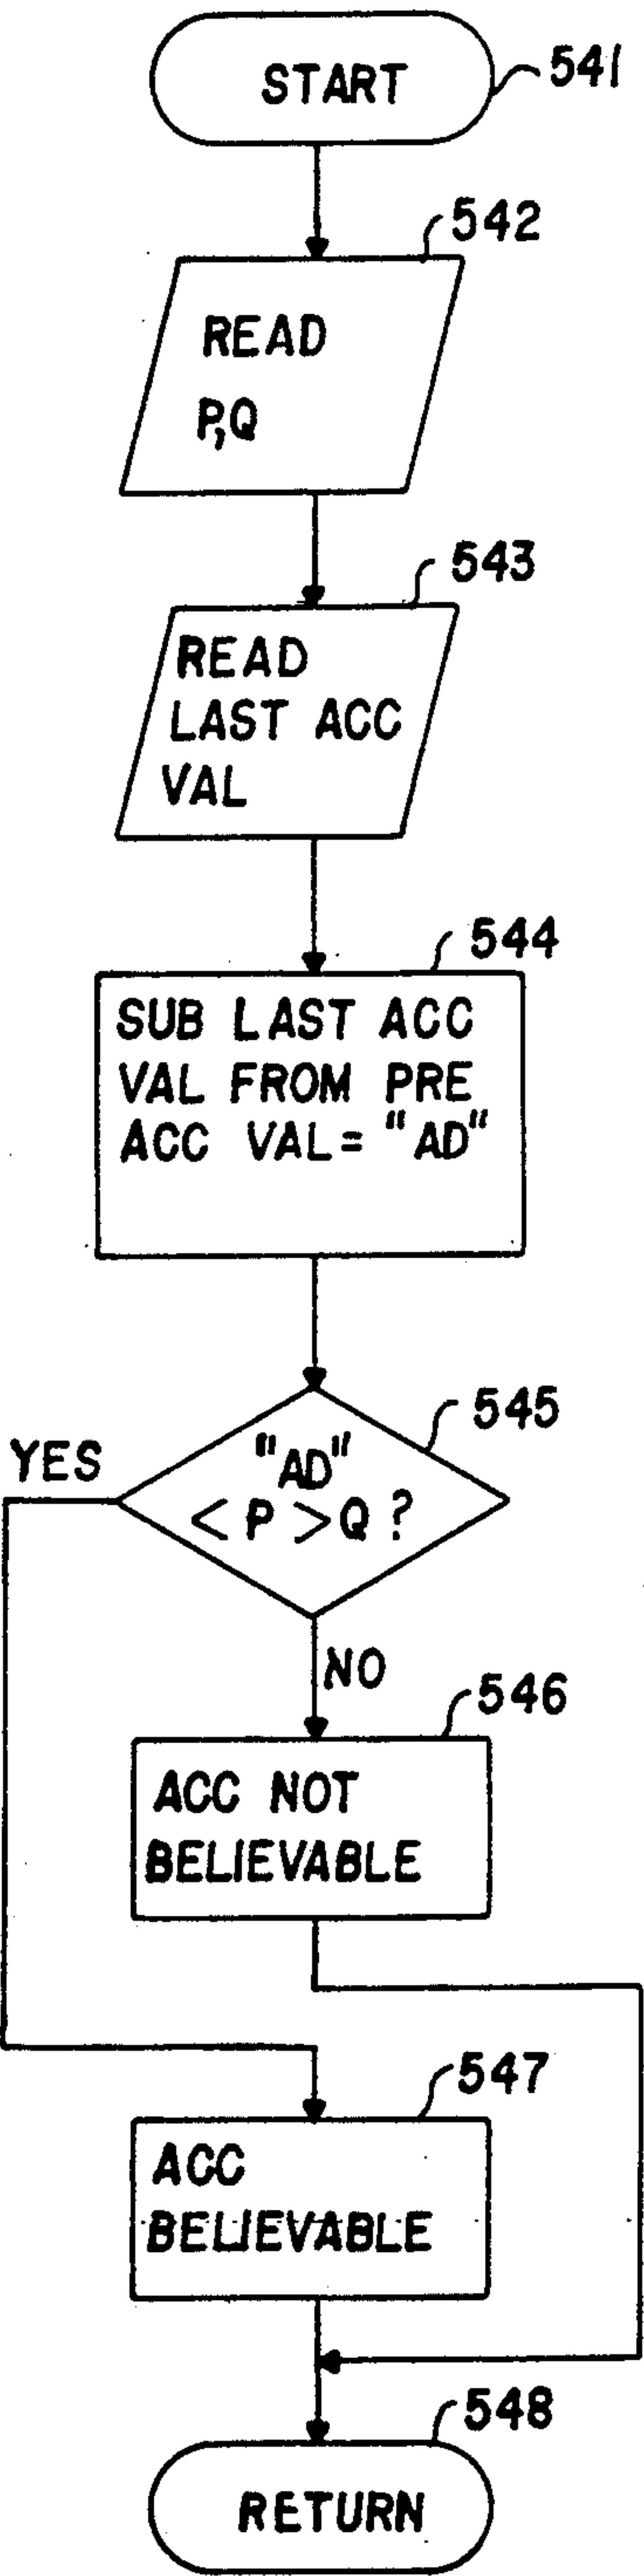 START
541
542
READ
P,Q
543
READ
LAST ACC
VAL
544
SUB LAST ACC
VAL FROM PRE
ACC VAL = "AD"
545
YES
"AD"
< P > Q ?
NO
546
ACC NOT
BELIEVABLE
547
ACC
BELIEVABLE
548
RETURN